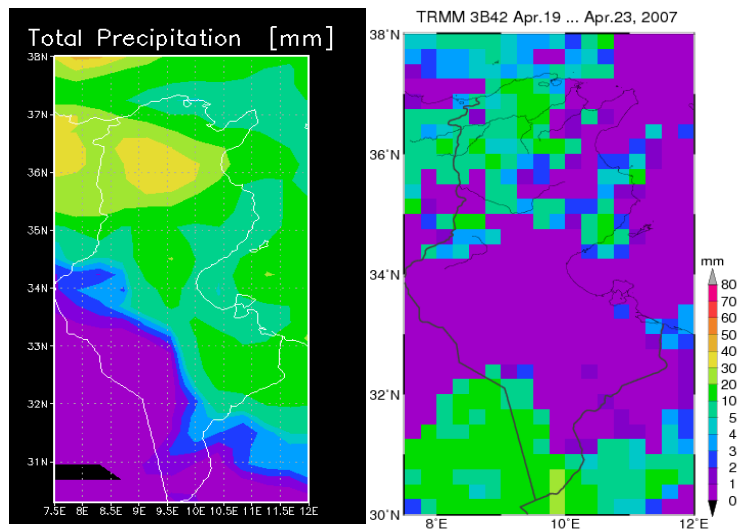 Total Precipitation [mm]
38N
37N
36N
35N
34N
33N
32N
31N
7.5E 8E 8.5E 9E 9.5E 10E 10.5E 11E 11.5E 12E
TRMM 3B42 Apr.19 ... Apr.23, 2007
38°N
36°N
34°N
32°N
30°N
8°E 10°E 12°E
mm
80
70
60
50
40
30
20
10
5
4
3
2
1
0